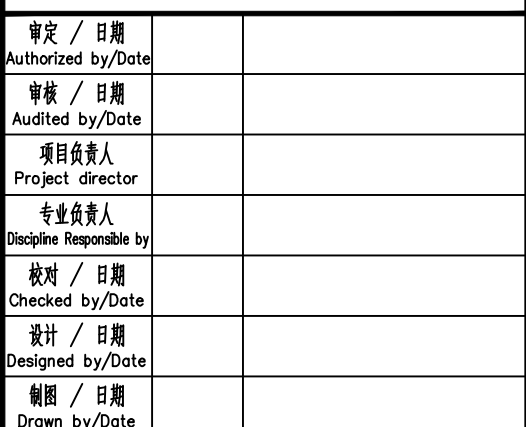 审定 / 日期
Authorized by/Date
审核 / 日期
Audited by/Date
项目负责人
Project director
专业负责人
Discipline Responsible by
校对 / 日期
Checked by/Date
设计 / 日期
Designed by/Date
制图 / 日期
Drawn by/Date